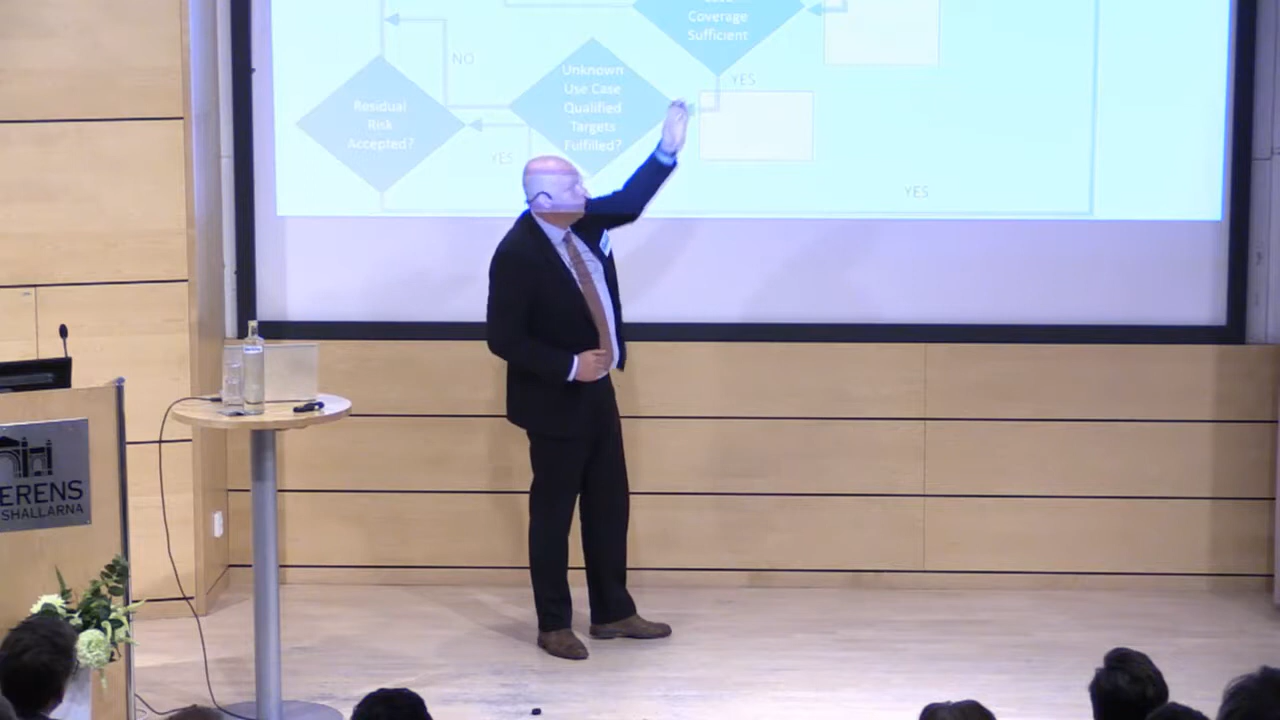 Coverage
Sufficient
NO
Unknown
Use Case
Qualified
Targets
Fulfilled?
YES
Residual
Risk
Accepted?
YES
YES
ERENS
SHALLARNA